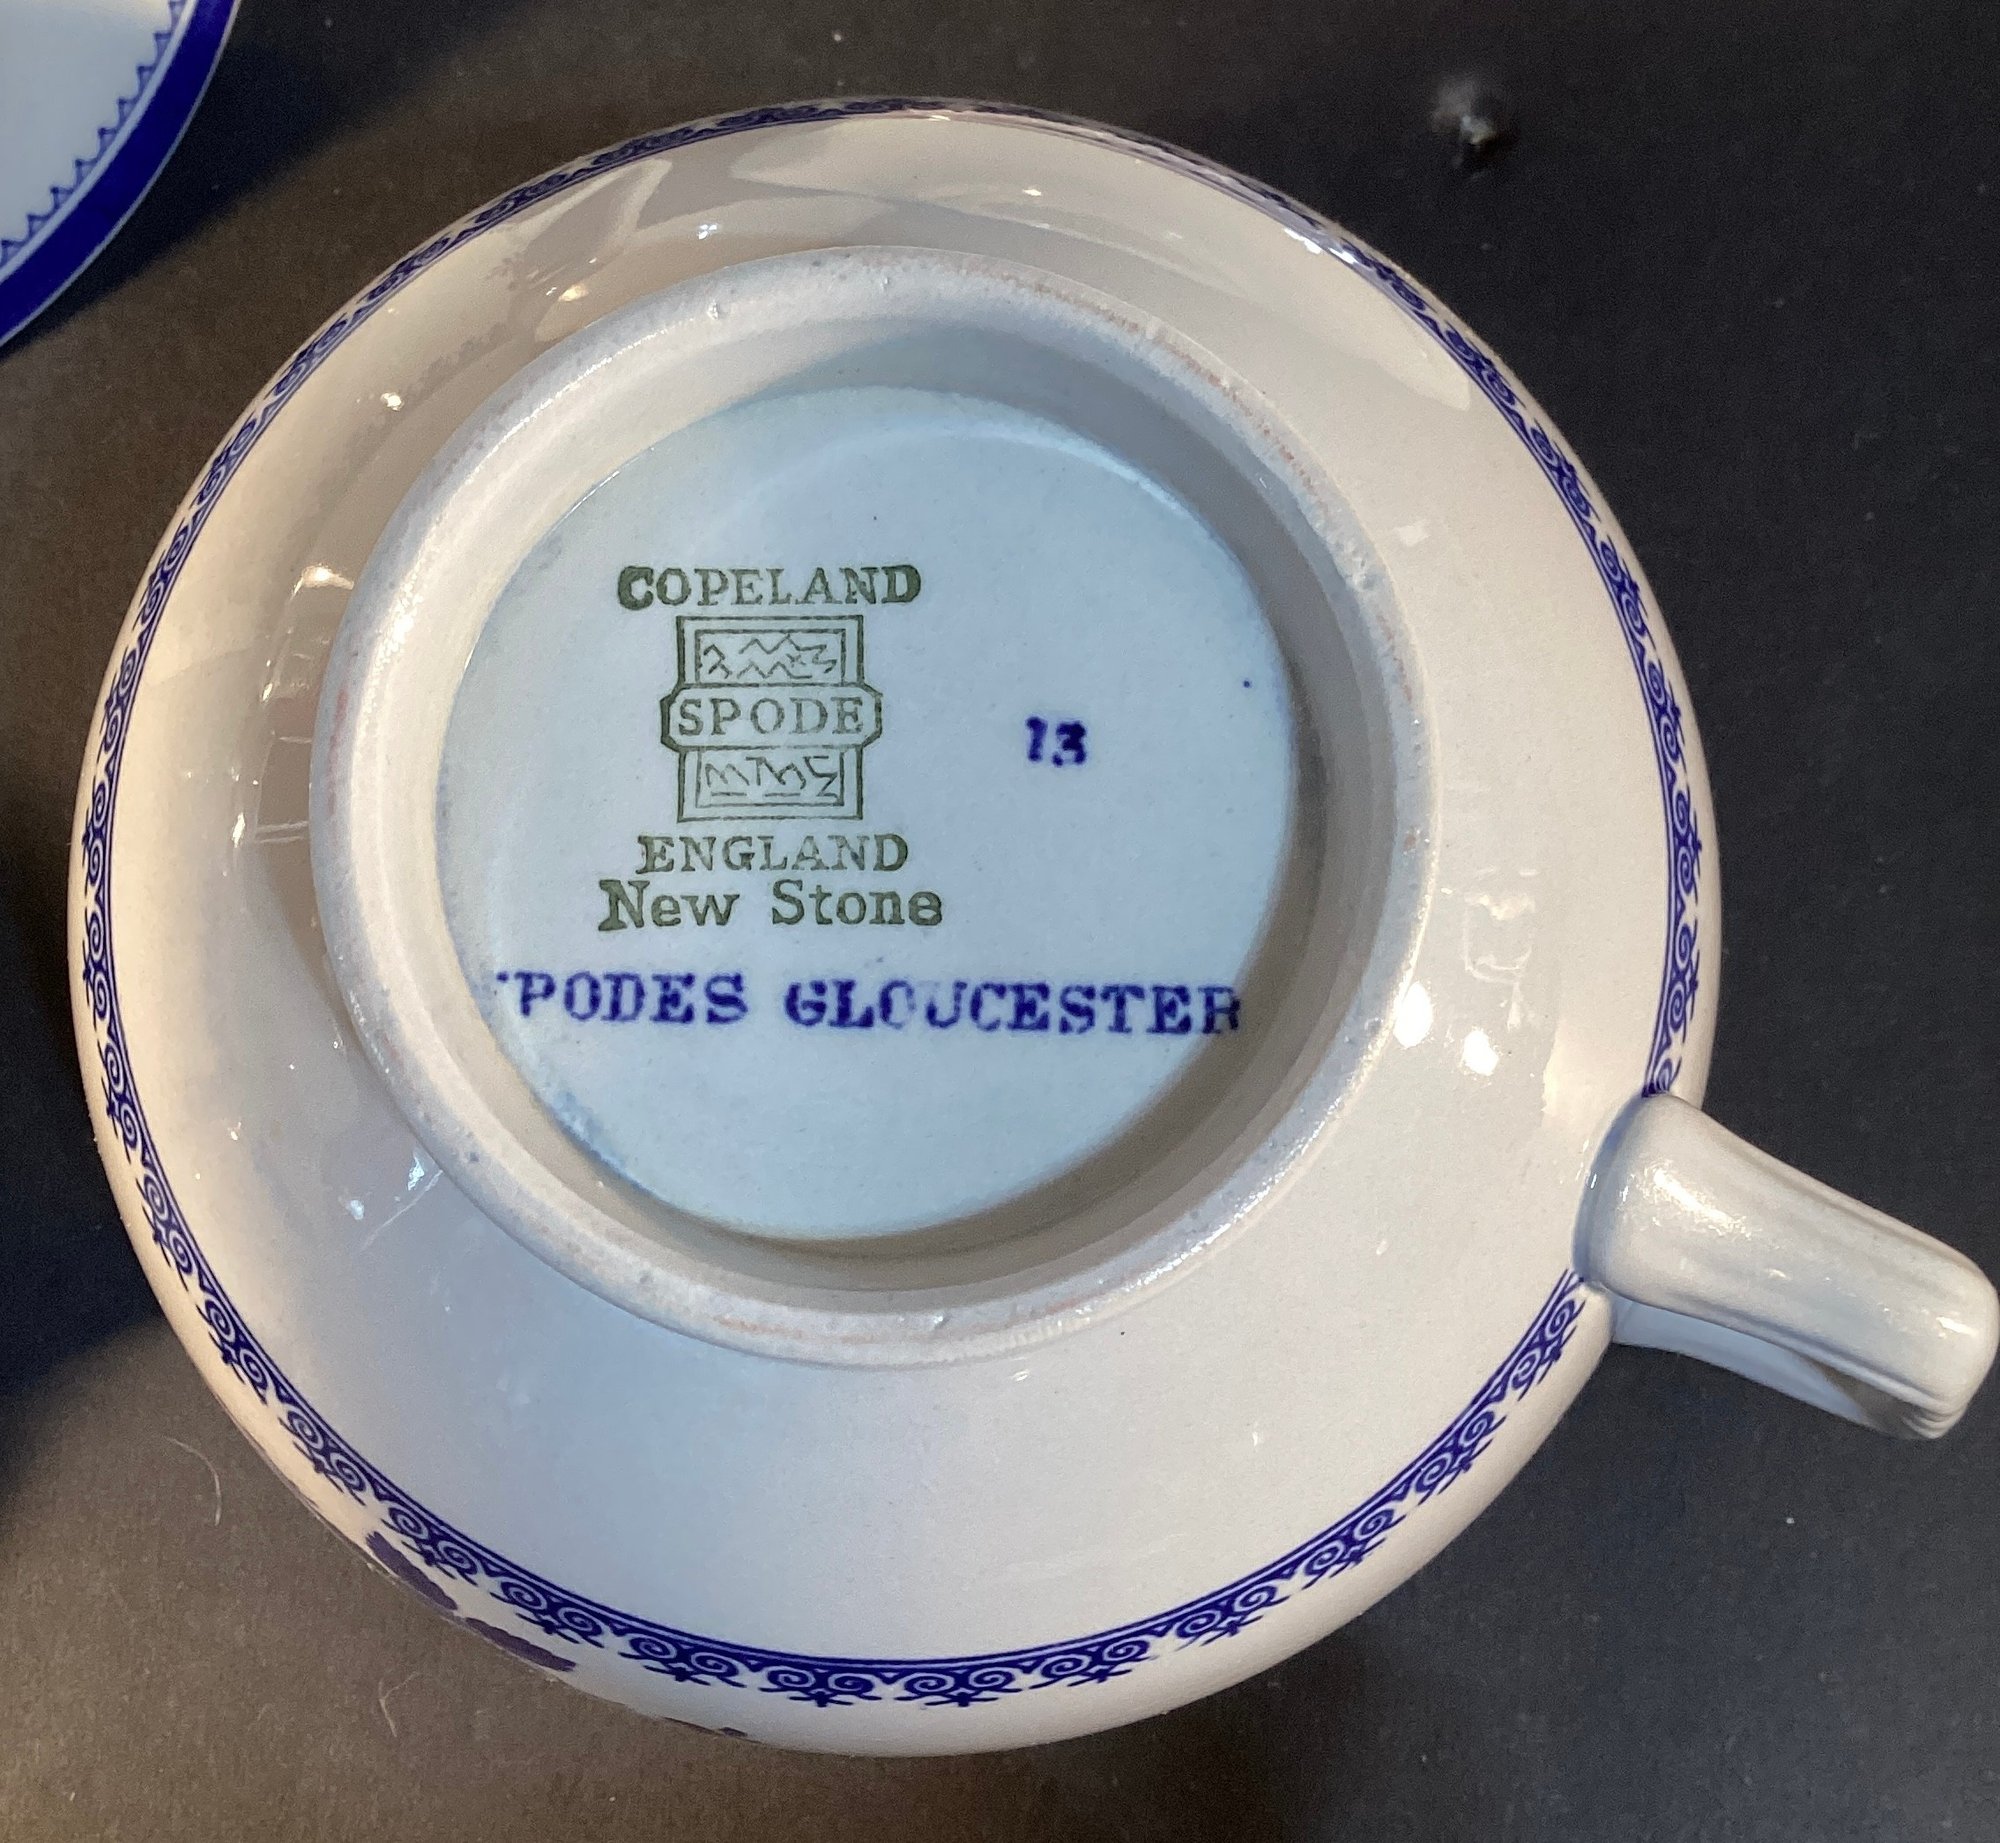 COPELAND
SPODE
ENGLAND
New Stone
13
PODES GLOUCESTER